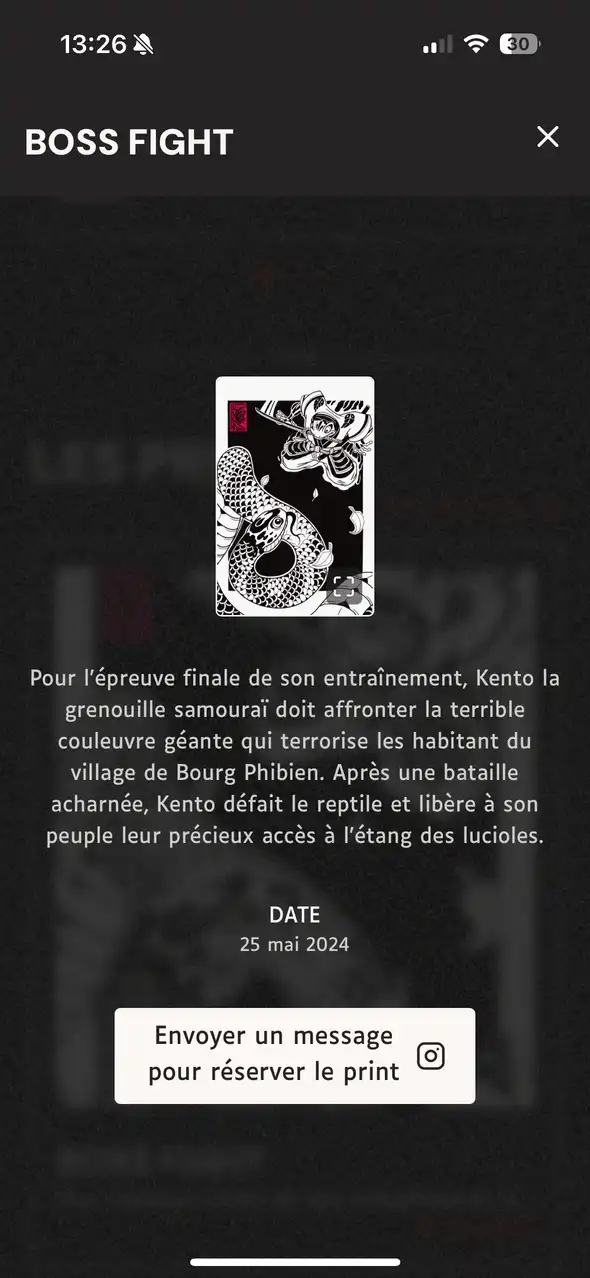 13:26
30
BOSS FIGHT
Pour l'épreuve finale de son entraînement, Kento la
grenouille samouraï doit affronter la terrible
couleuvre géante qui terrorise les habitant du
village de Bourg Phibien. Après une bataille
acharnée, Kento défait le reptile et libère à son
peuple leur précieux accès à l'étang des lucioles.
DATE
25 mai 2024
Envoyer un message
pour réserver le print